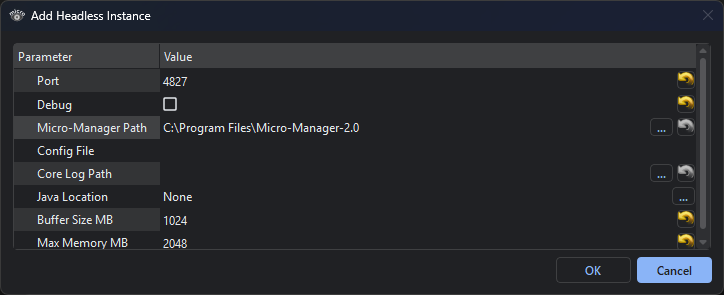 Add Headless Instance
Parameter Value
Port 4827
Debug
Micro-Manager Path C:\Program Files\Micro-Manager-2.0 ...
Config File
Core Log Path ...
Java Location None ...
Buffer Size MB 1024
Max Memory MB 2048
OK Cancel